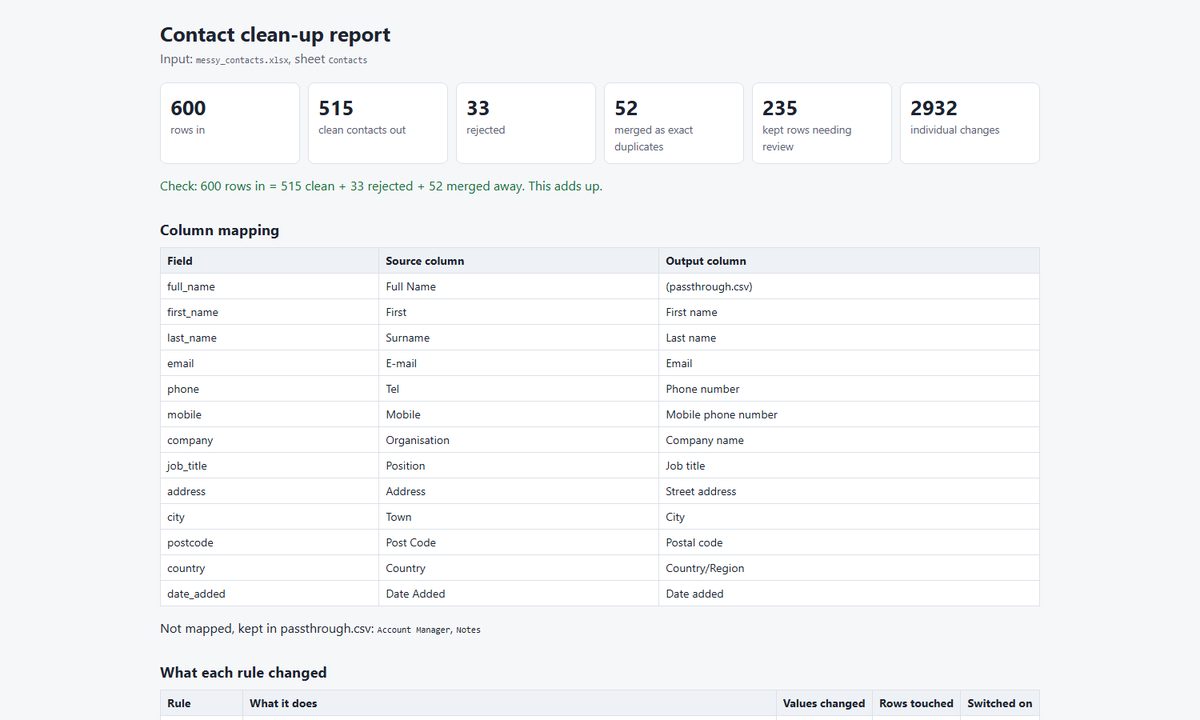 Contact clean-up report
Input: messy_contacts.xlsx, sheet Contacts
600
rows in
515
clean contacts out
33
rejected
52
merged as exact
duplicates
235
kept rows needing
review
2932
individual changes
Check: 600 rows in = 515 clean + 33 rejected + 52 merged away. This adds up.
Column mapping
Field Source column Output column
full_name Full Name (passthrough.csv)
first_name First First name
last_name Surname Last name
email E-mail Email
phone Tel Phone number
mobile Mobile Mobile phone number
company Organisation Company name
job_title Position Job title
address Address Street address
city Town City
postcode Post Code Postal code
country Country Country/Region
date_added Date Added Date added
Not mapped, kept in passthrough.csv: Account Manager, Notes
What each rule changed
Rule What it does Values changed Rows touched Switched on